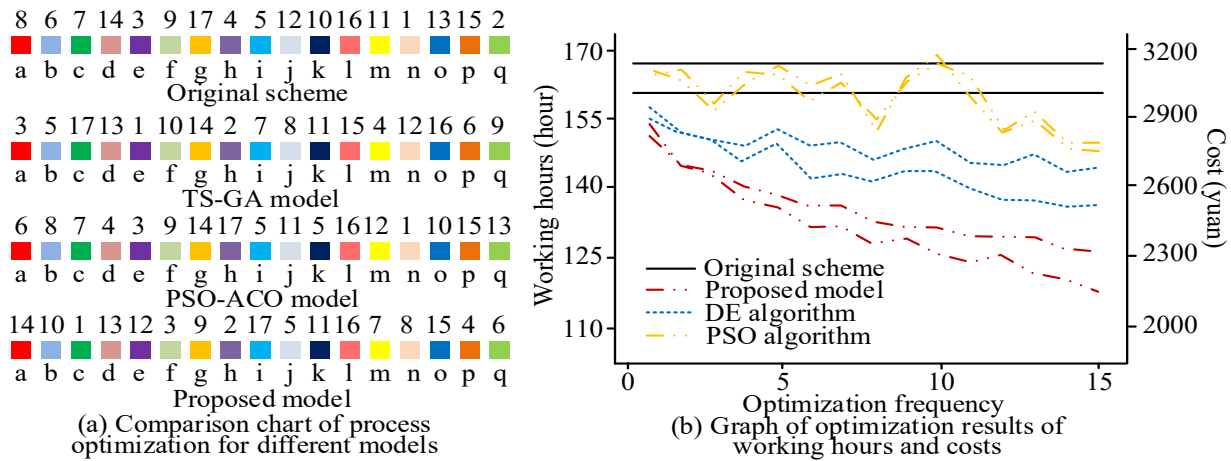 8 6 7 14 3 9 17 4 5 12 10 16 11 1 13 15 2
a b c d e f g h i j k l m n o p q
Original scheme
3 5 17 13 1 10 14 2 7 8 11 15 4 12 16 6 9
a b c d e f g h i j k l m n o p q
TS-GA model
6 8 7 4 3 9 14 17 5 11 5 16 12 1 10 15 13
a b c d e f g h i j k l m n o p q
PSO-ACO model
14 10 1 13 12 3 9 2 17 5 11 16 7 8 15 4 6
a b c d e f g h i j k l m n o p q
Proposed model
(a) Comparison chart of process
optimization for different models
Working hours (hour)
170
155
140
125
110
Cost (yuan)
3200
2900
2600
2300
2000
Original scheme
Proposed model
DE algorithm
PSO algorithm
0 5 10 15
Optimization frequency
(b) Graph of optimization results of
working hours and costs